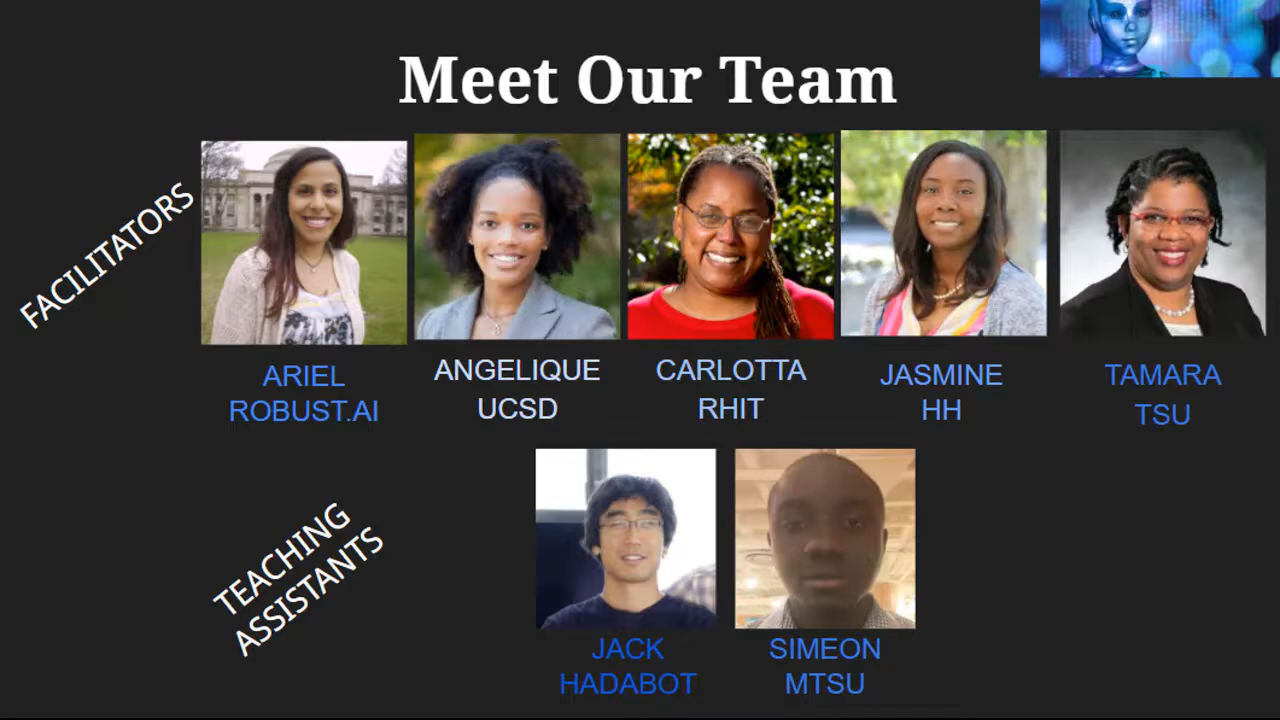 Meet Our Team
FACILITATORS
ARIEL
ROBUST.AI
ANGELIQUE
UCSD
CARLOTTA
RHIT
JASMINE
HH
TAMARA
TSU
TEACHING
ASSISTANTS
JACK
HADABOT
SIMEON
MTSU